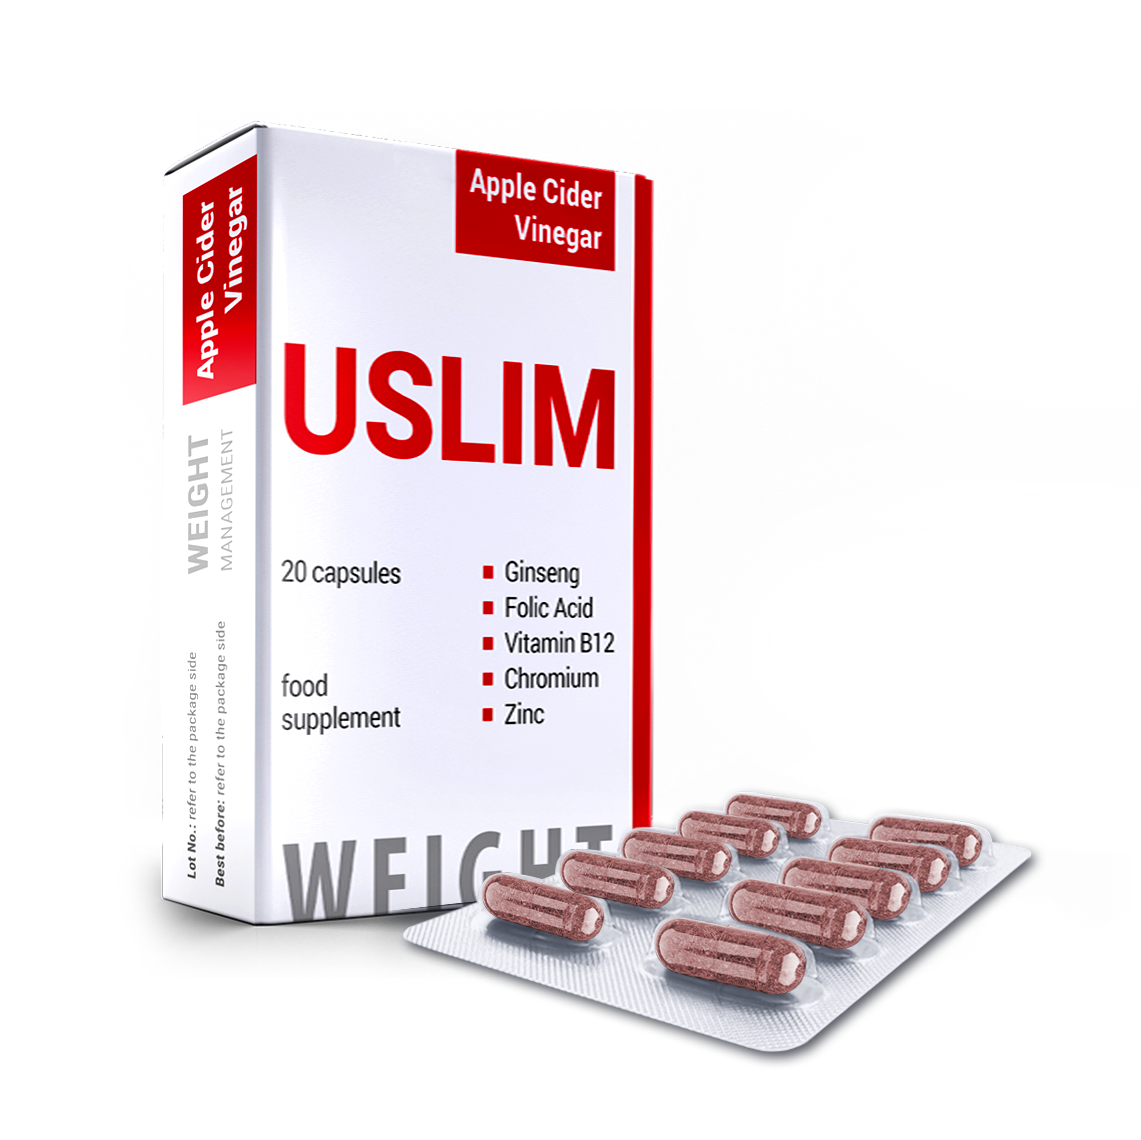 Apple Cider
Vinegar
USLIM
20 capsules
food
supplement
Ginseng
Folic Acid
Vitamin B12
Chromium
Zinc
WEIGHT
Apple Cider
Vinegar
WEIGHT
MANAGEMENT
Lot No.: refer to the package side
Best before: refer to the package side